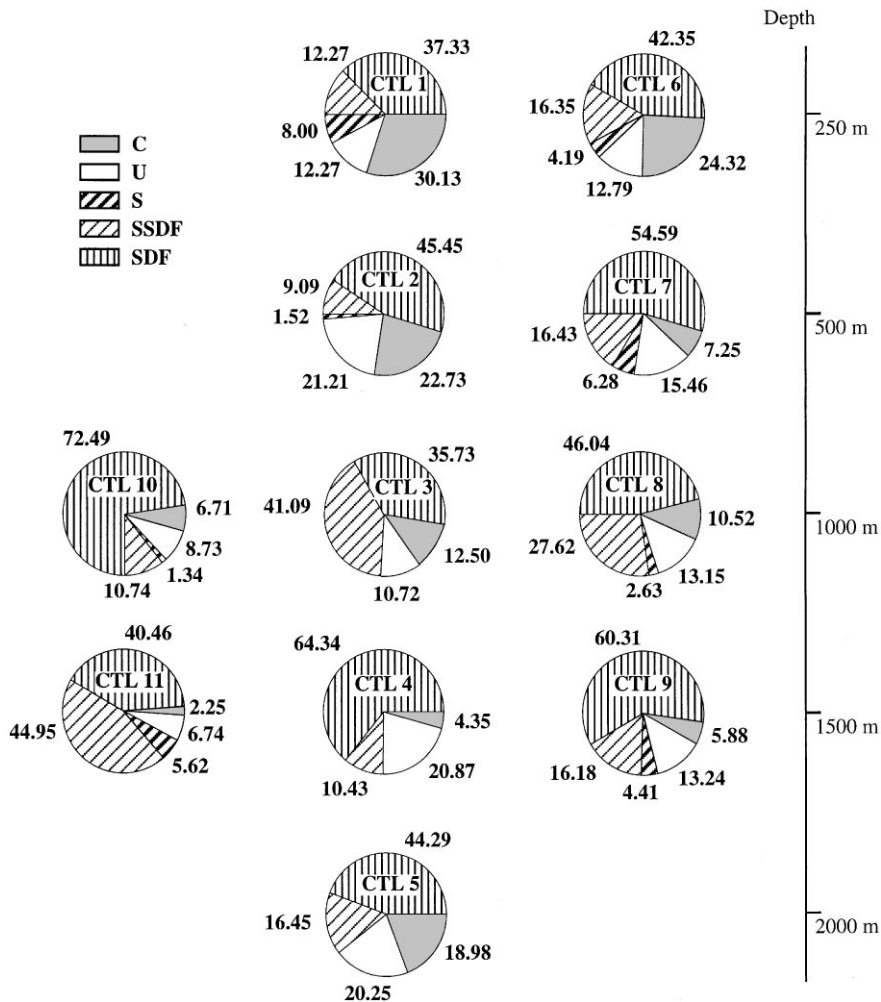 Depth
12.27 37.33
CTL 1
8.00
12.27 30.13
42.35
CTL 6
16.35
4.19
12.79 24.32
250 m
C
U
S
SSDF
SDF
45.45
CTL 2
9.09
1.52
21.21 22.73
54.59
CTL 7
16.43
7.25
6.28 15.46
500 m
72.49
CTL 10
6.71
8.73
1.34
10.74
35.73
CTL 3
41.09
12.50
10.72
46.04
CTL 8
10.52
27.62
13.15
2.63
1000 m
40.46
CTL 11
2.25
44.95
6.74
5.62
64.34
CTL 4
4.35
20.87
10.43
60.31
CTL 9
5.88
16.18 13.24
4.41
1500 m
44.29
CTL 5
16.45
18.98
20.25
2000 m